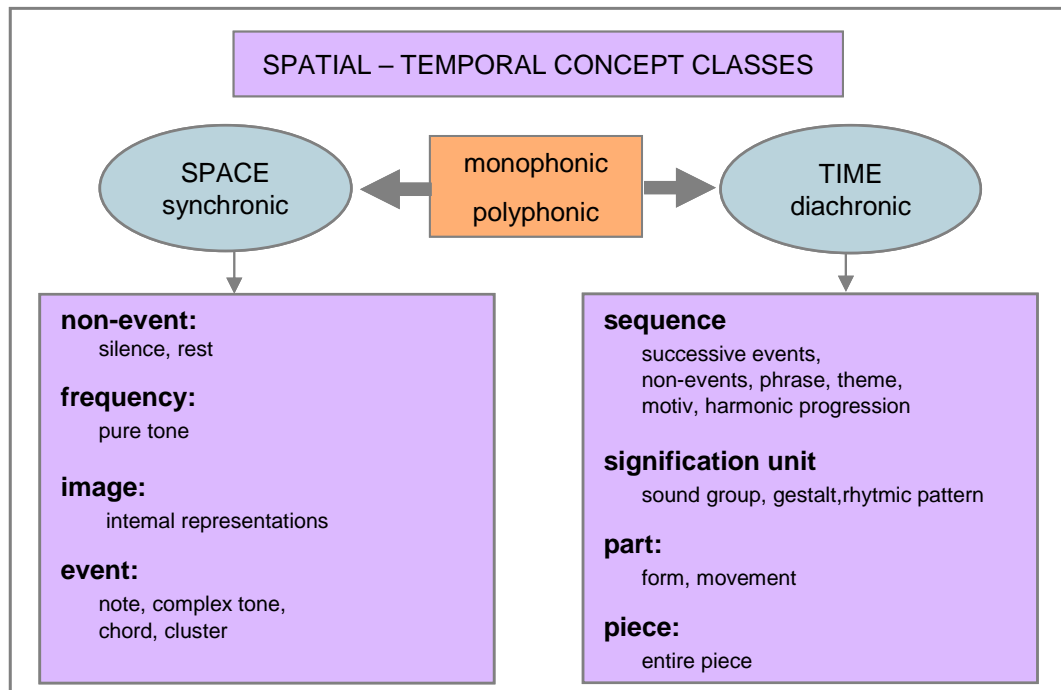 SPATIAL – TEMPORAL CONCEPT CLASSES
SPACE
synchronic
monophonic
polyphonic
TIME
diachronic
non-event:
silence, rest
frequency:
pure tone
image:
internal representations
event:
note, complex tone,
chord, cluster
sequence
successive events,
non-events, phrase, theme,
motiv, harmonic progression
signification unit
sound group, gestalt,rhytmic pattern
part:
form, movement
piece:
entire piece